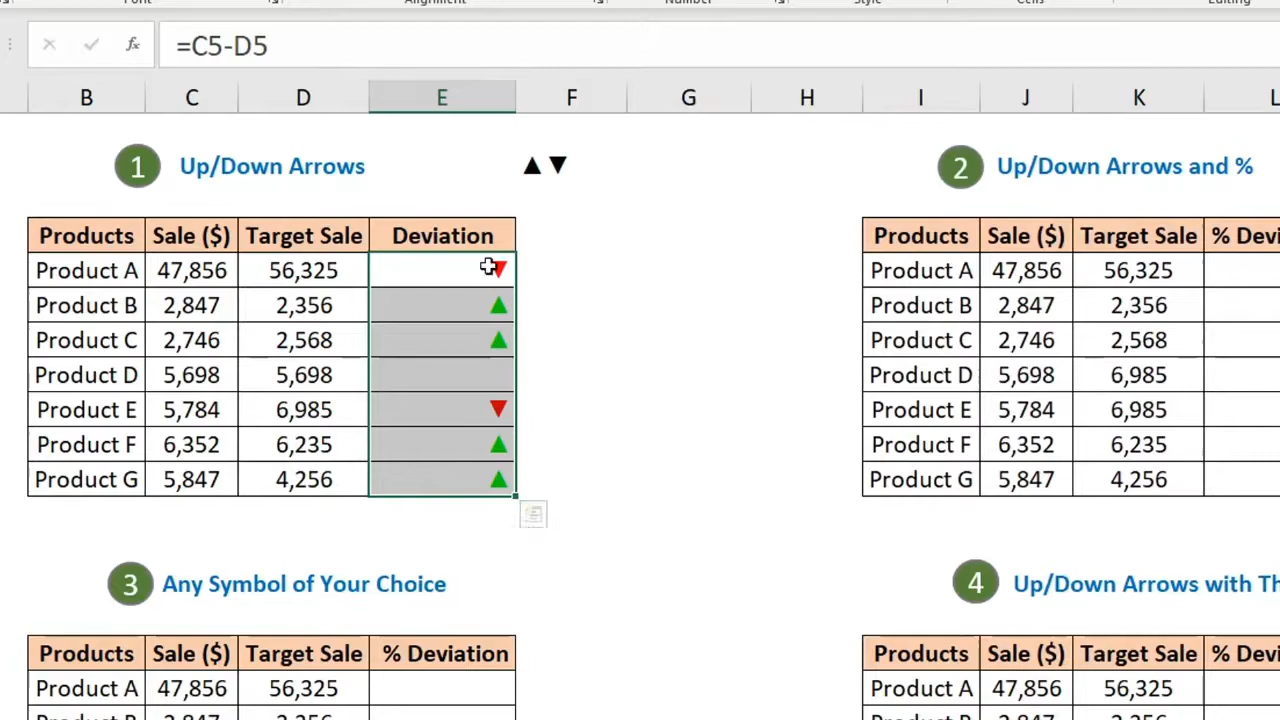 Font Alignment Number Style Cells Editing
=C5-D5
B C D E F G H I J K L
1 Up/Down Arrows ▲▼ 2 Up/Down Arrows and %
Products Sale ($) Target Sale Deviation Products Sale ($) Target Sale % Devi
Product A 47,856 56,325 ▼ Product A 47,856 56,325
Product B 2,847 2,356 ▲ Product B 2,847 2,356
Product C 2,746 2,568 ▲ Product C 2,746 2,568
Product D 5,698 5,698 Product D 5,698 6,985
Product E 5,784 6,985 ▼ Product E 5,784 6,985
Product F 6,352 6,235 ▲ Product F 6,352 6,235
Product G 5,847 4,256 ▲ Product G 5,847 4,256
3 Any Symbol of Your Choice 4 Up/Down Arrows with Th
Products Sale ($) Target Sale % Deviation Products Sale ($) Target Sale % Devi
Product A 47,856 56,325 Product A 47,856 56,325